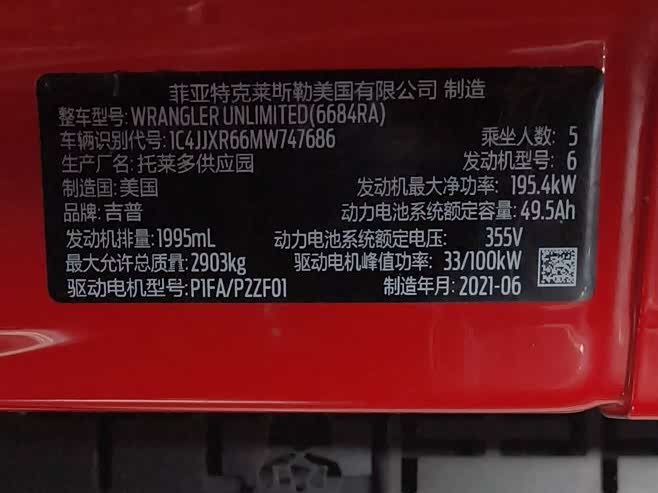 菲亚特克莱斯勒美国有限公司 制造
整车型号: WRANGLER UNLIMITED(6684RA)
车辆识别代号: 1C4JJXR66MW747686 乘坐人数: 5
生产厂名: 托莱多供应园 发动机型号: 6
制造国: 美国 发动机最大净功率: 195.4kW
品牌: 吉普 动力电池系统额定容量: 49.5Ah
发动机排量: 1995mL 动力电池系统额定电压: 355V
最大允许总质量: 2903kg 驱动电机峰值功率: 33/100kW
驱动电机型号: P1FA/P2ZF01 制造年月: 2021-06